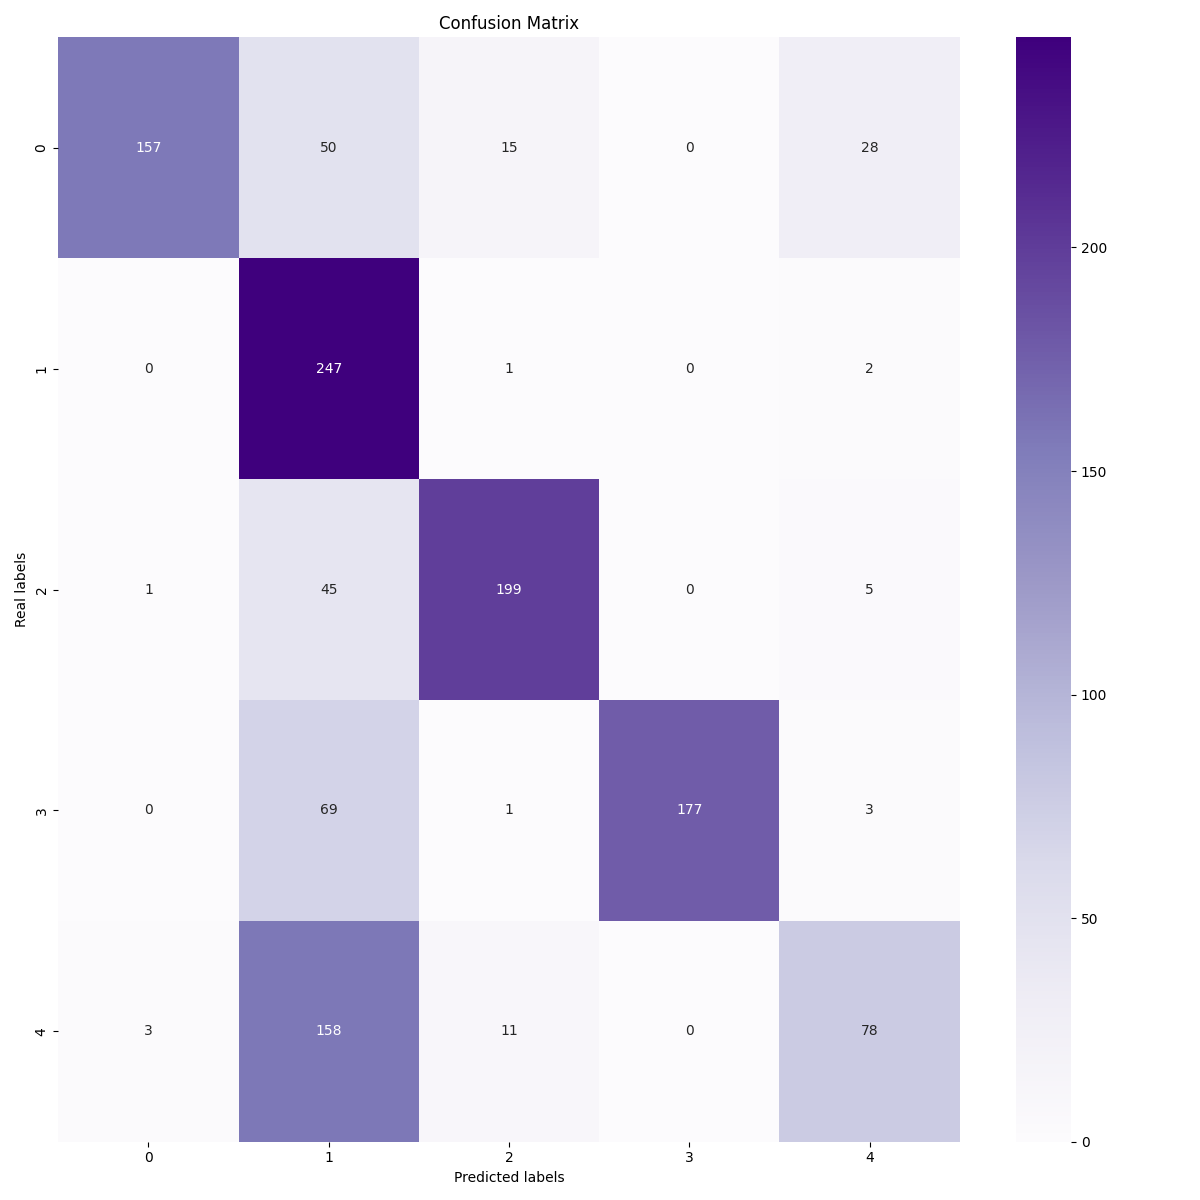 Confusion Matrix
0
157 50 15 0 28
200
1
0 247 1 0 2
150
Real labels
2
1 45 199 0 5
100
3
0 69 1 177 3
50
4
3 158 11 0 78
0
0 1 2 3 4
Predicted labels